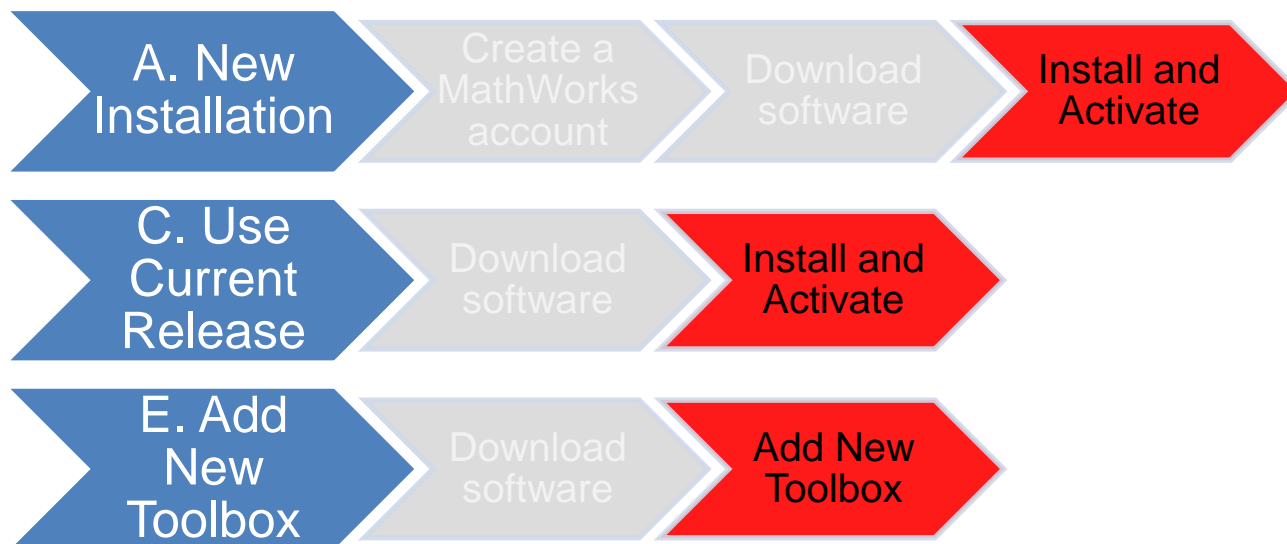 A. New
Installation
Create a
MathWorks
account
Download
software
Install and
Activate
C. Use
Current
Release
Download
software
Install and
Activate
E. Add
New
Toolbox
Download
software
Add New
Toolbox